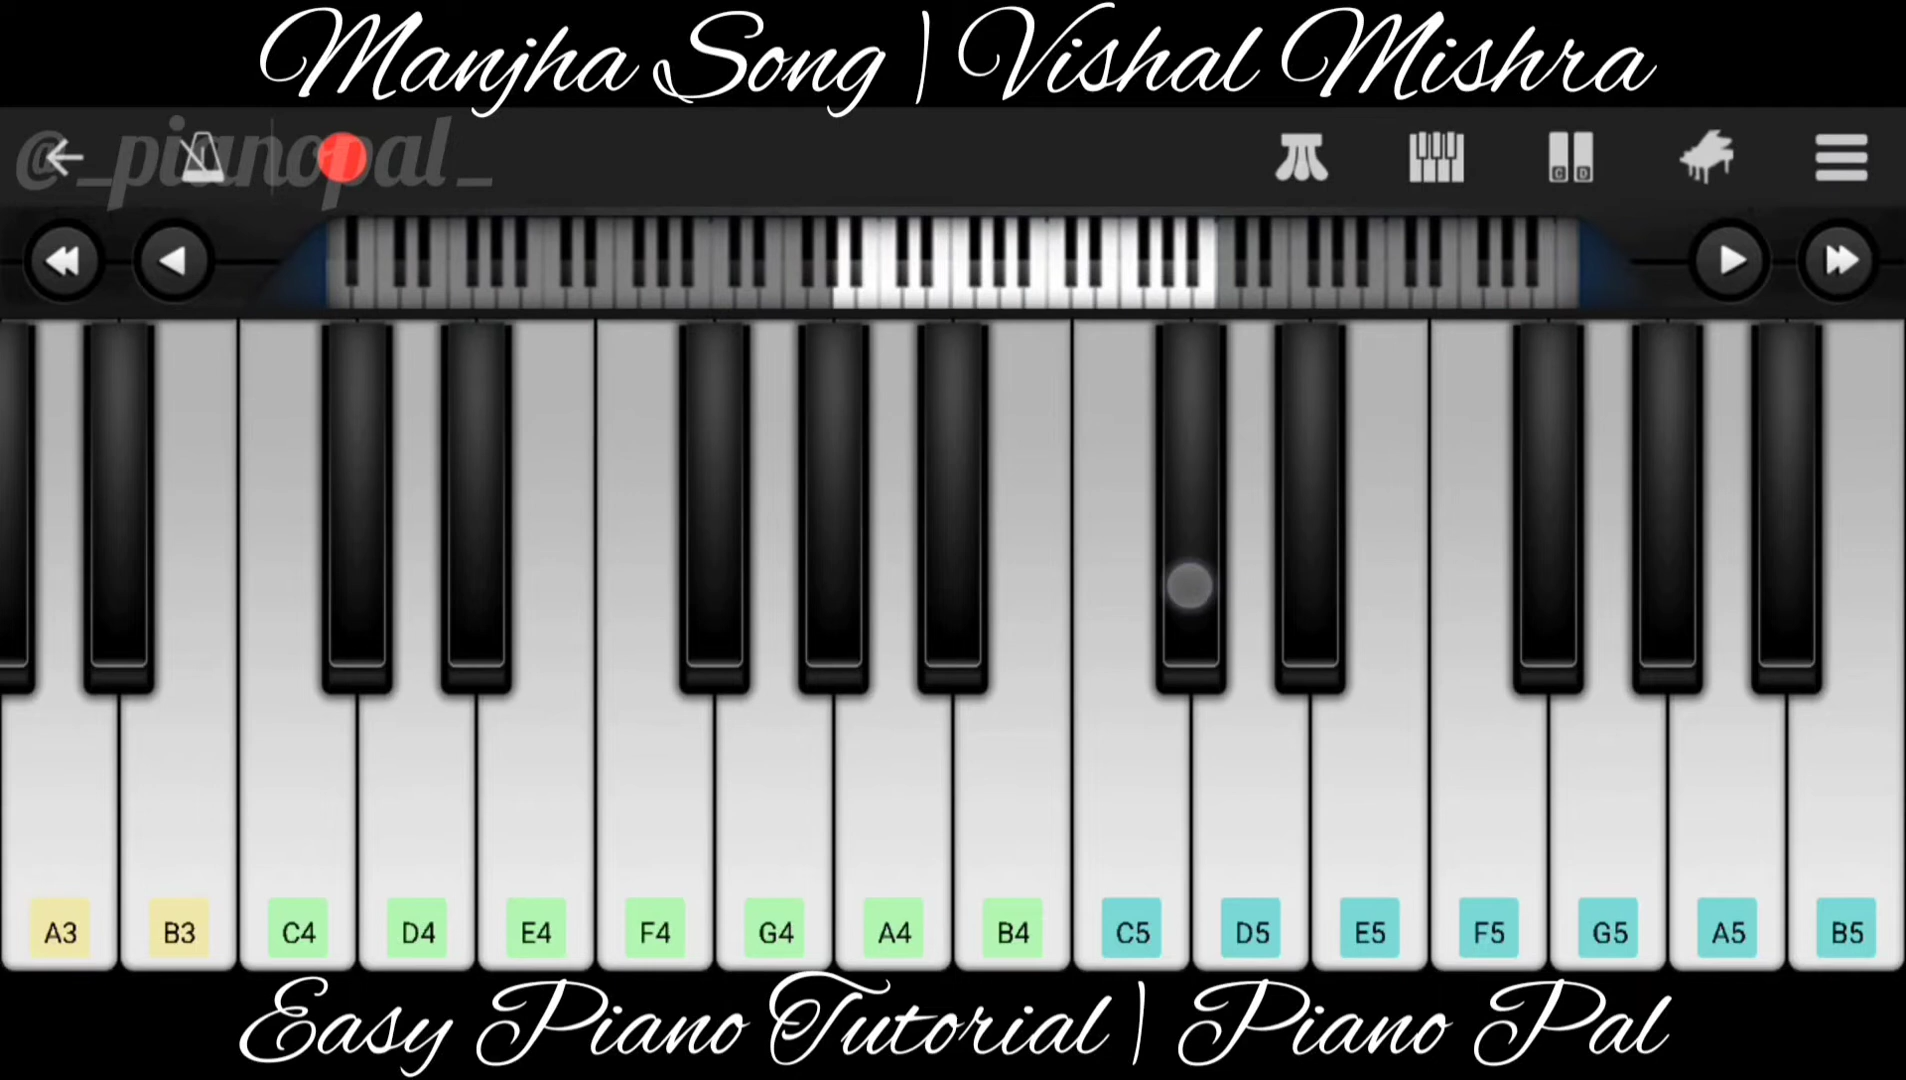 Manjha Song | Vishal Mishra
@_pianopal_
C D
A3 B3 C4 D4 E4 F4 G4 A4 B4 C5 D5 E5 F5 G5 A5 B5
Easy Piano Tutorial | Piano Pal